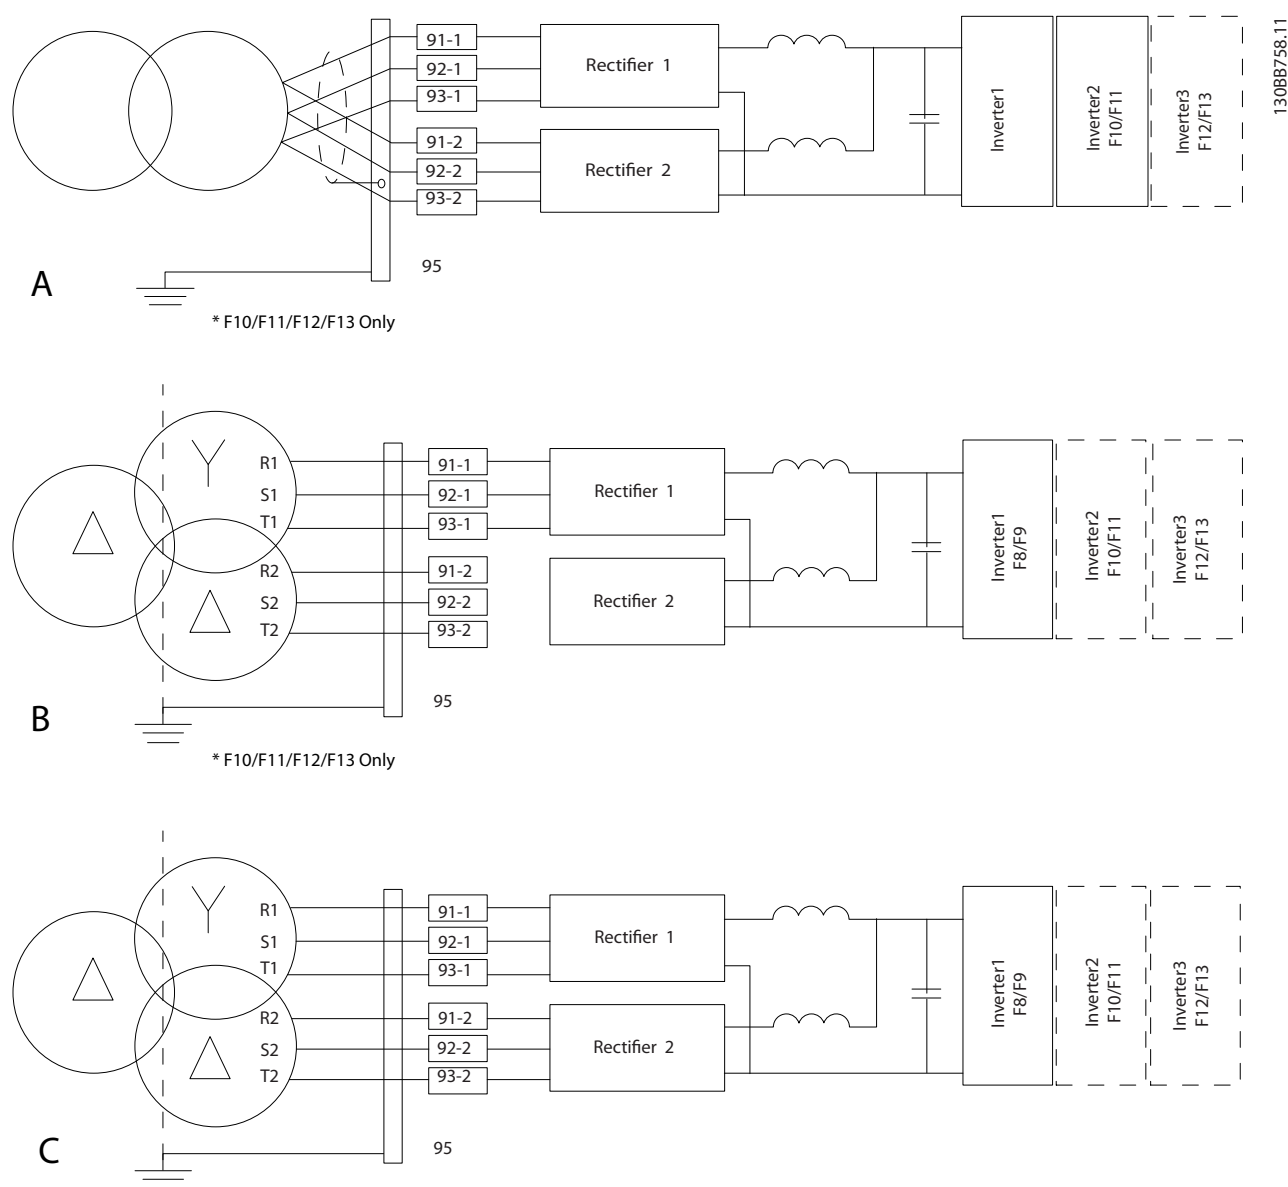 130BB758.11
91-1
92-1
93-1
91-2
92-2
93-2
Rectifier 1
Rectifier 2
Inverter1
Inverter2
F10/F11
Inverter3
F12/F13
95
A
* F10/F11/F12/F13 Only
R1
S1
T1
R2
S2
T2
91-1
92-1
93-1
91-2
92-2
93-2
Rectifier 1
Rectifier 2
Inverter1
F8/F9
Inverter2
F10/F11
Inverter3
F12/F13
95
B
* F10/F11/F12/F13 Only
R1
S1
T1
R2
S2
T2
91-1
92-1
93-1
91-2
92-2
93-2
Rectifier 1
Rectifier 2
Inverter1
F8/F9
Inverter2
F10/F11
Inverter3
F12/F13
95
C